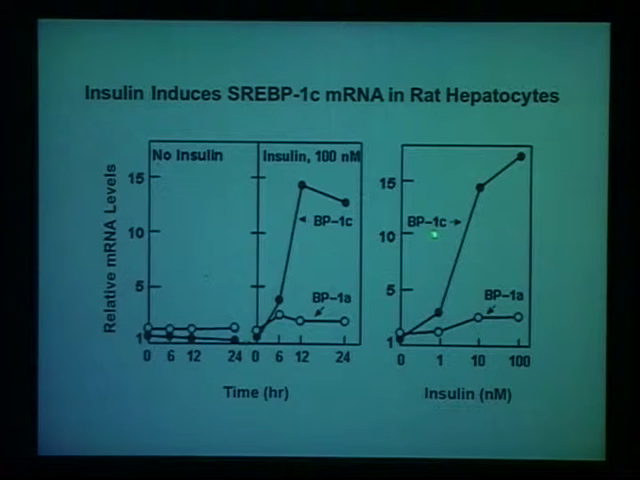 Insulin Induces SREBP-1c mRNA in Rat Hepatocytes
No Insulin
Insulin, 100 nM
Relative mRNA Levels
15
10
5
1
BP-1c
BP-1a
0 6 12 24 0 6 12 24
Time (hr)
15
10
5
1
BP-1c
BP-1a
0 1 10 100
Insulin (nM)